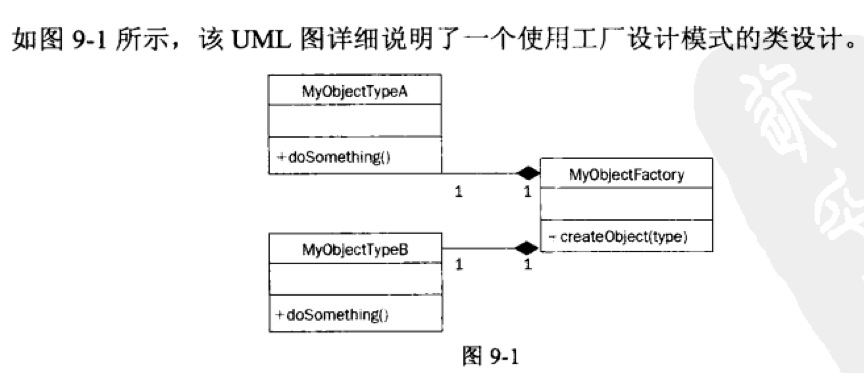 如图 9-1 所示，该 UML 图详细说明了一个使用工厂设计模式的类设计。
MyObjectTypeA
+doSomething()
1
1
MyObjectFactory
+createObject(type)
MyObjectTypeB
1
1
+doSomething()
图 9-1